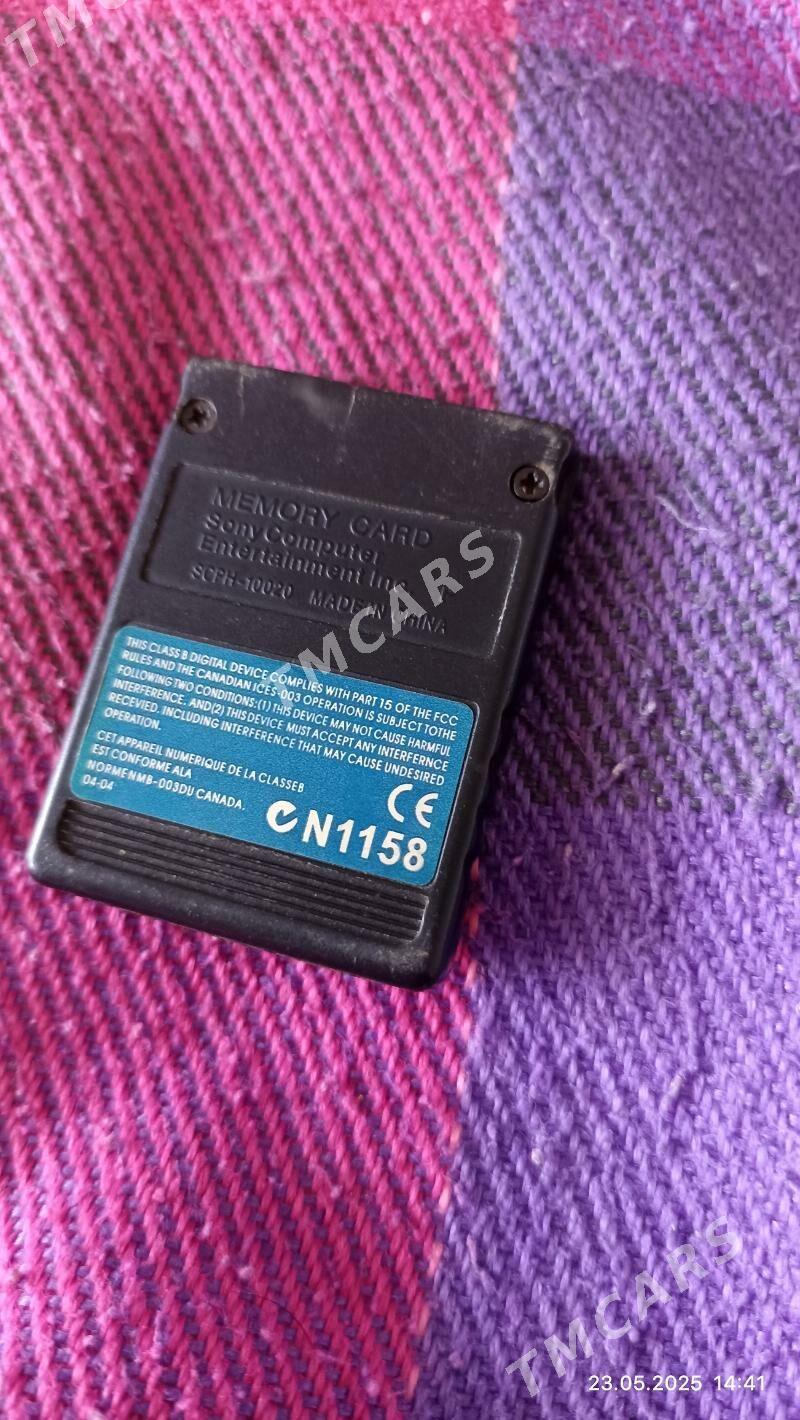 TMCARS
MEMORY CARD
Sony Computer
Entertainment Inc.
SCPH-10020 MADE IN CHINA
TMCARS
THIS CLASS B DIGITAL DEVICE COMPLIES WITH PART 15 OF THE FCC
RULES AND THE CANADIAN ICES-003 OPERATION IS SUBJECT TOTHE
FOLLOWING TWO CONDITIONS:(1) THIS DEVICE MAY NOT CAUSE HARMFUL
INTERFERENCE. AND(2) THIS DEVICE MUST ACCEPT ANY INTERFERNCE
RECEVIED, INCLUDING INTERFERENCE THAT MAY CAUSE UNDESIRED
OPERATION.
CET APPAREIL NUMERIQUE DE LA CLASSEB
EST CONFORME ALA
NORMENMB-003DU CANADA.
04-04
CE
N1158
TMCARS
23.05.2025 14:41